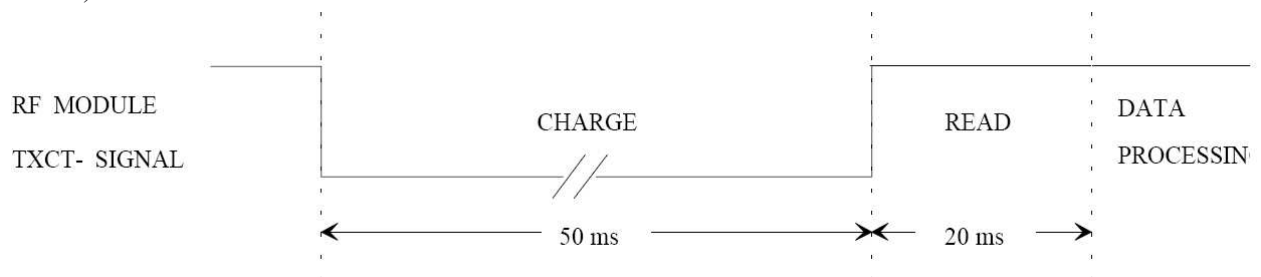 RF MODULE
TXCT- SIGNAL
CHARGE
READ
DATA
PROCESSIN
50 ms
20 ms